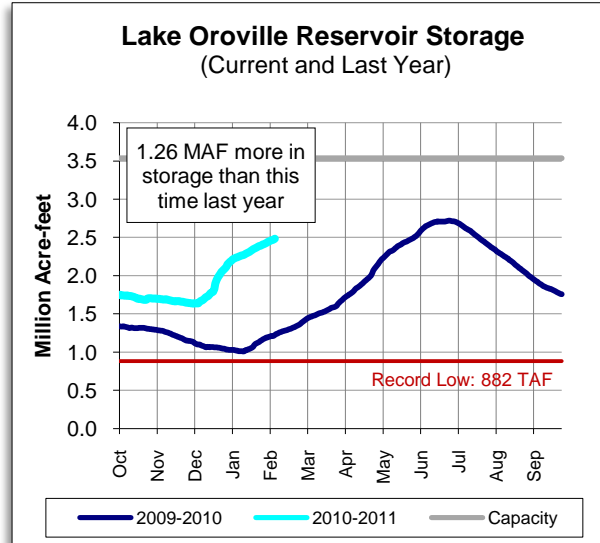 Lake Oroville Reservoir Storage
(Current and Last Year)
Million Acre-feet
4.0
3.5
3.0
2.5
2.0
1.5
1.0
0.5
0.0
1.26 MAF more in
storage than this
time last year
Record Low: 882 TAF
Oct Nov Dec Jan Feb Mar Apr May Jun Jul Aug Sep
2009-2010 2010-2011 Capacity